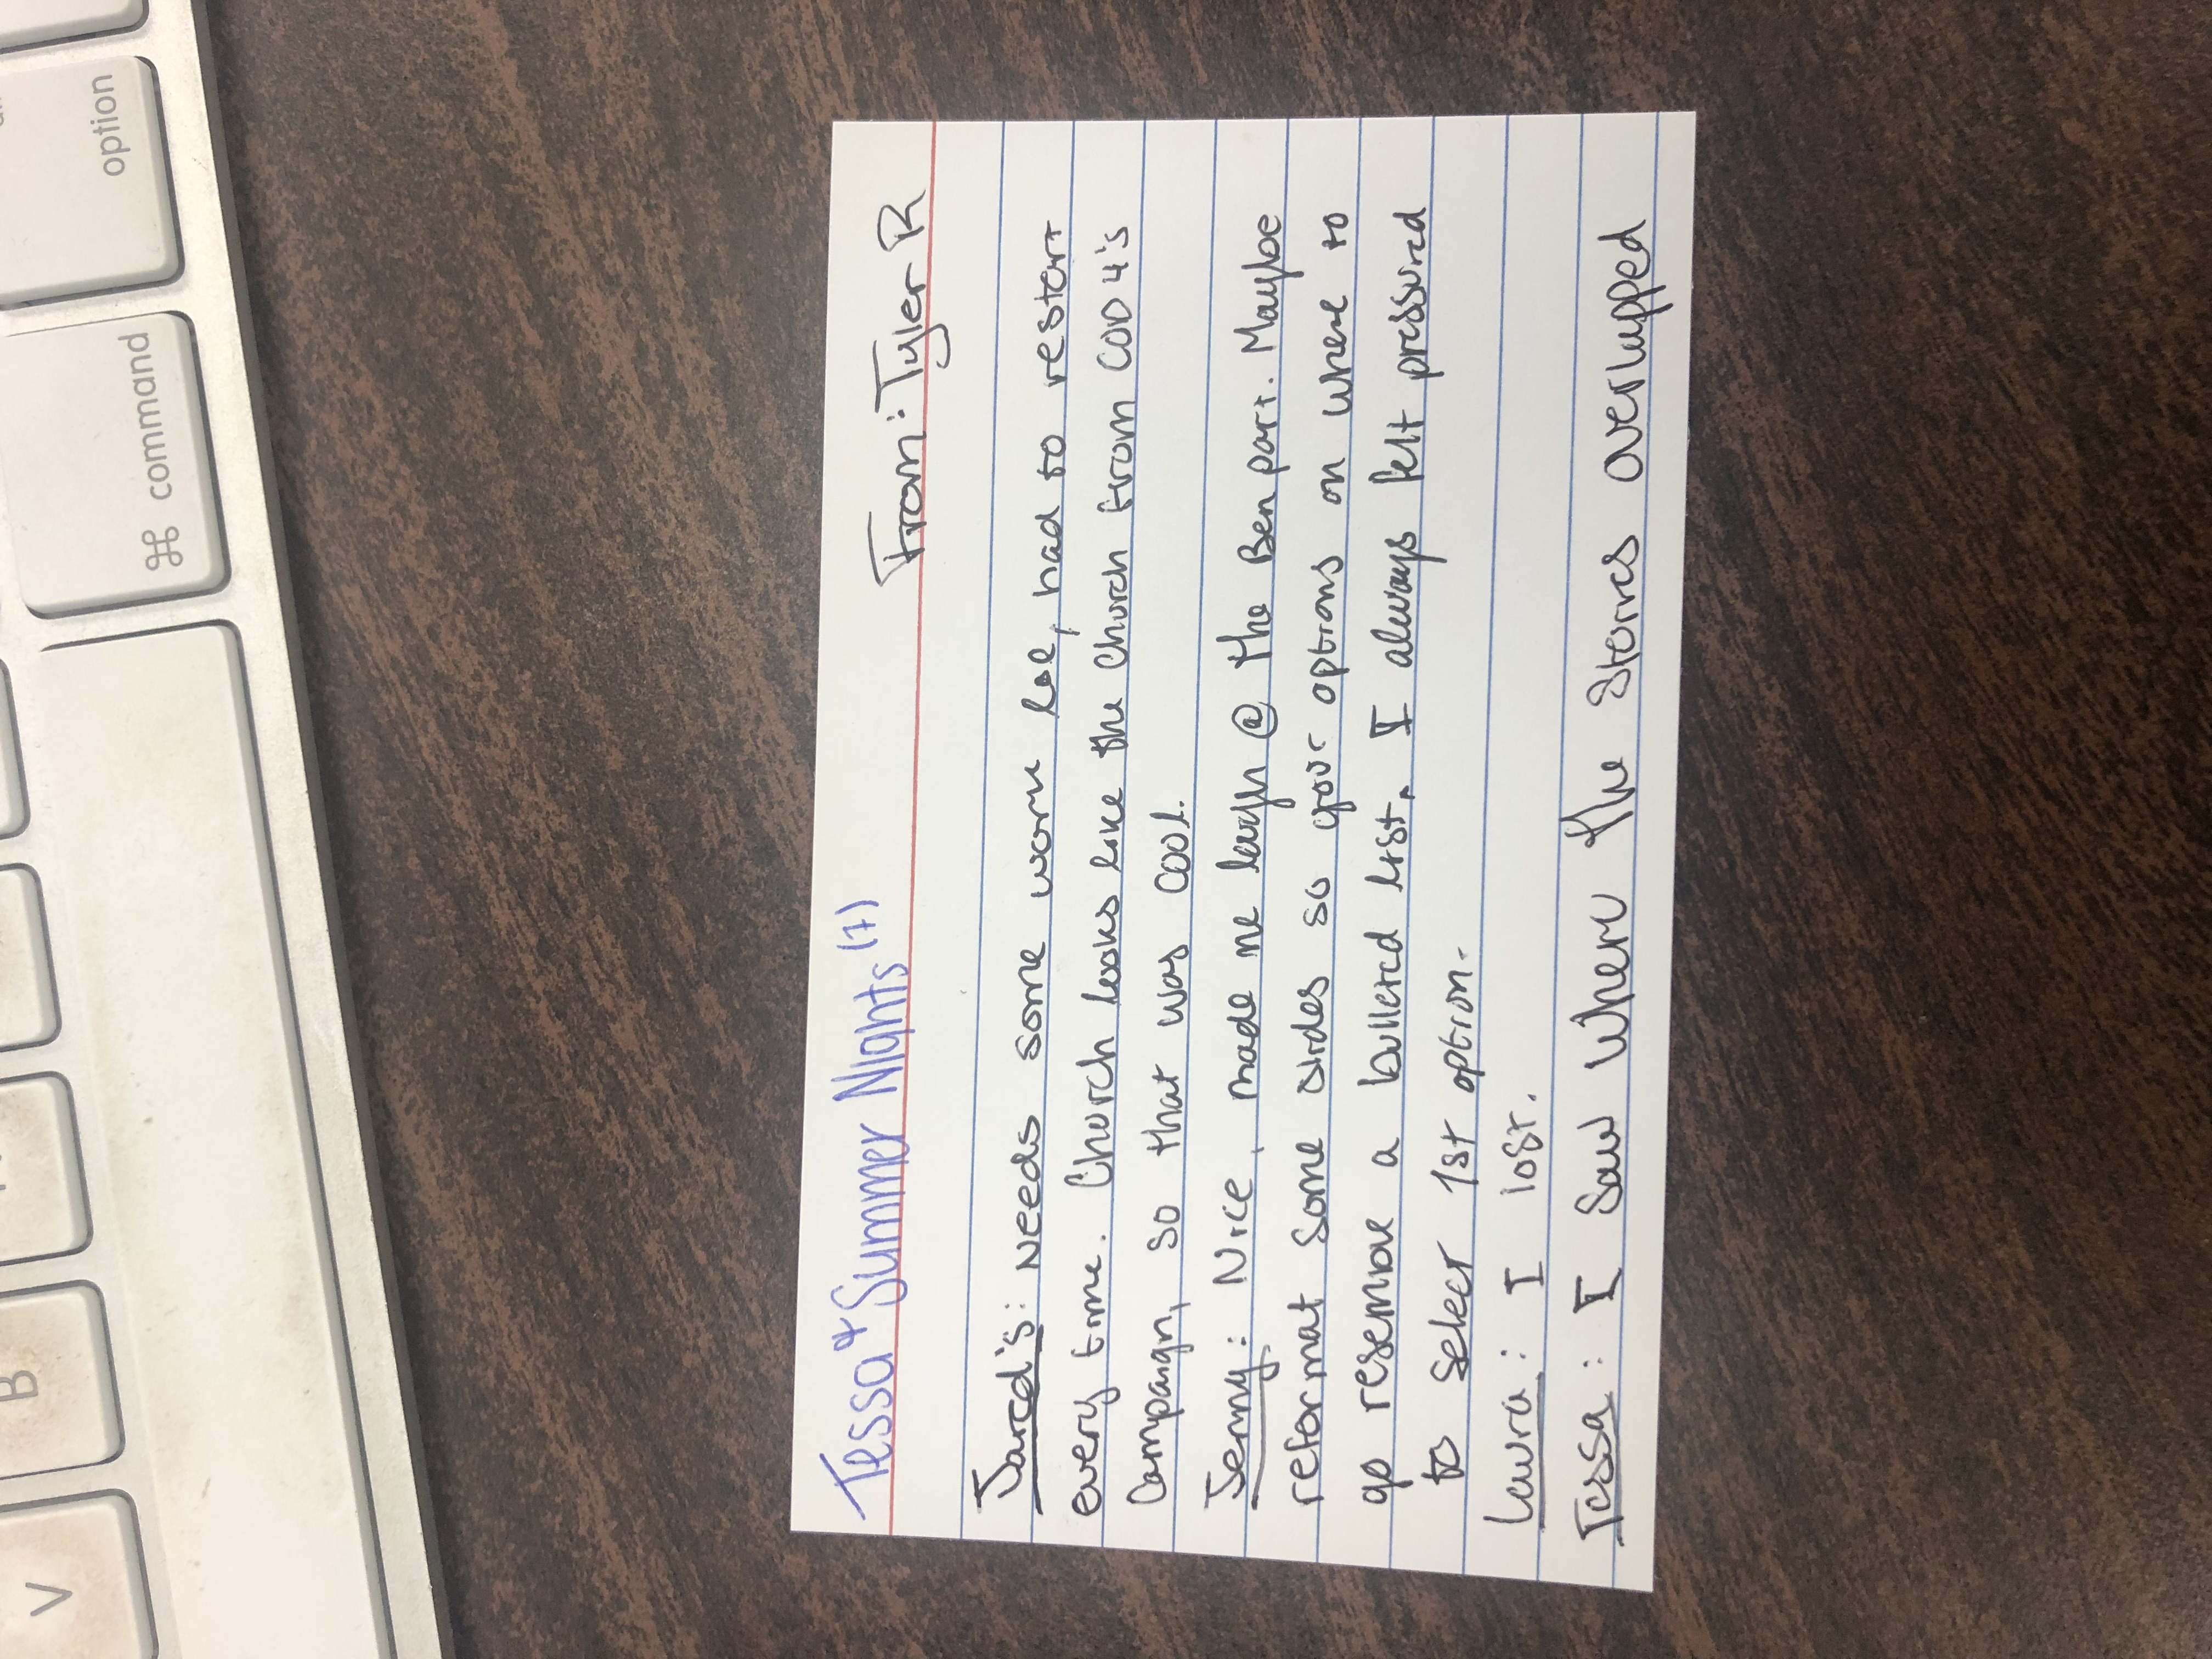 V B
⌘ command option
Tessa & Summer Nights (7)
From: Tyler R
Jared's: Needs some work lol, had to restart
every time. Church looks like the Church from COD 4's
Campaign, so that was cool.
Jenny: Nice, made me laugh @ the Ben part. Maybe
reformat some slides so your options on where to
go resemble a bulleted list. I always felt pressured
to select 1st option.
Laura: I lost.
Tessa: I saw where the stories overlapped